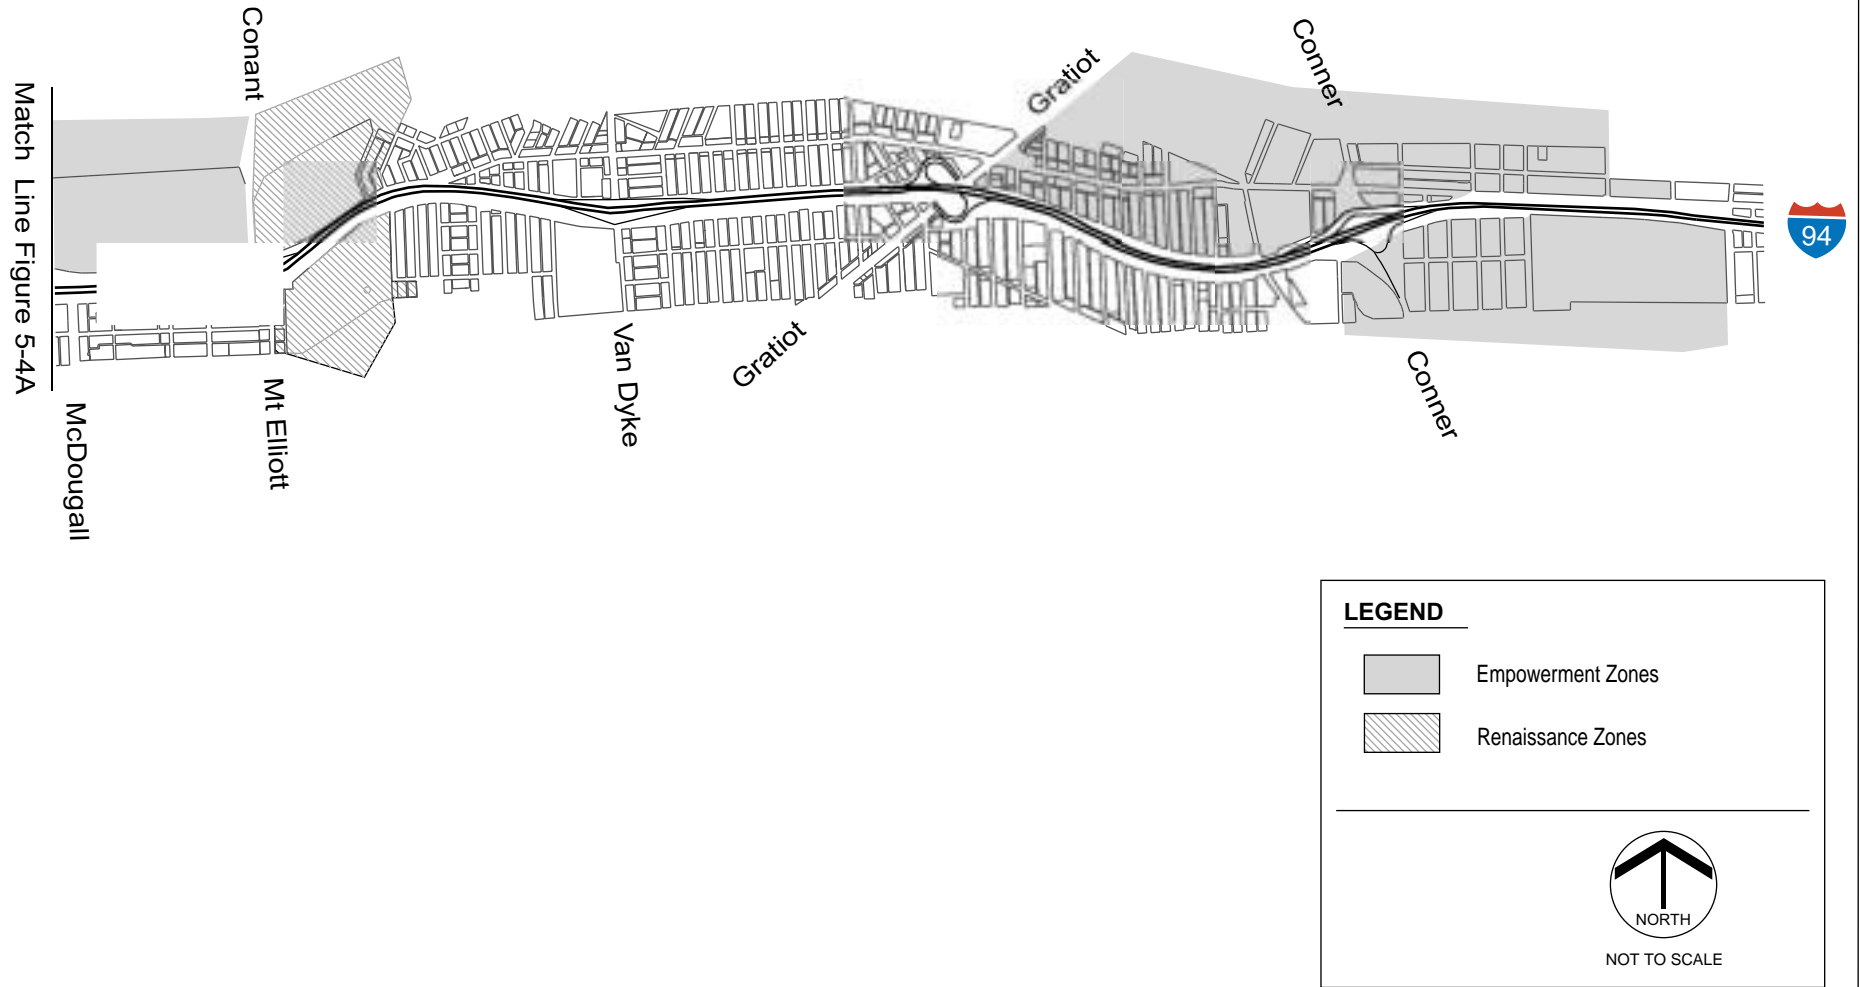 Conant
Conner
Gratiot
Match Line Figure 5-4A
94
Van Dyke
Gratiot
Conner
Mt Elliott
McDougall
LEGEND
Empowerment Zones
Renaissance Zones
NORTH
NOT TO SCALE